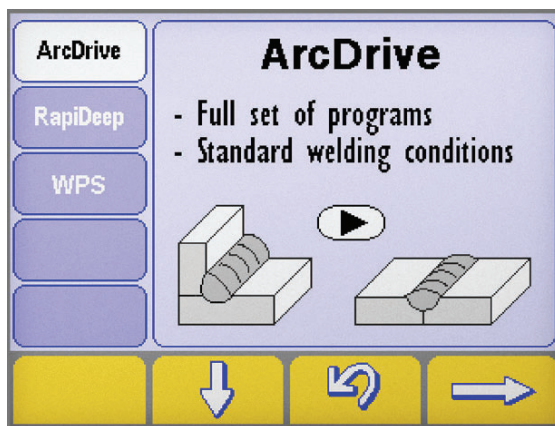 ArcDrive
RapiDeep
WPS
ArcDrive
- Full set of programs
- Standard welding conditions